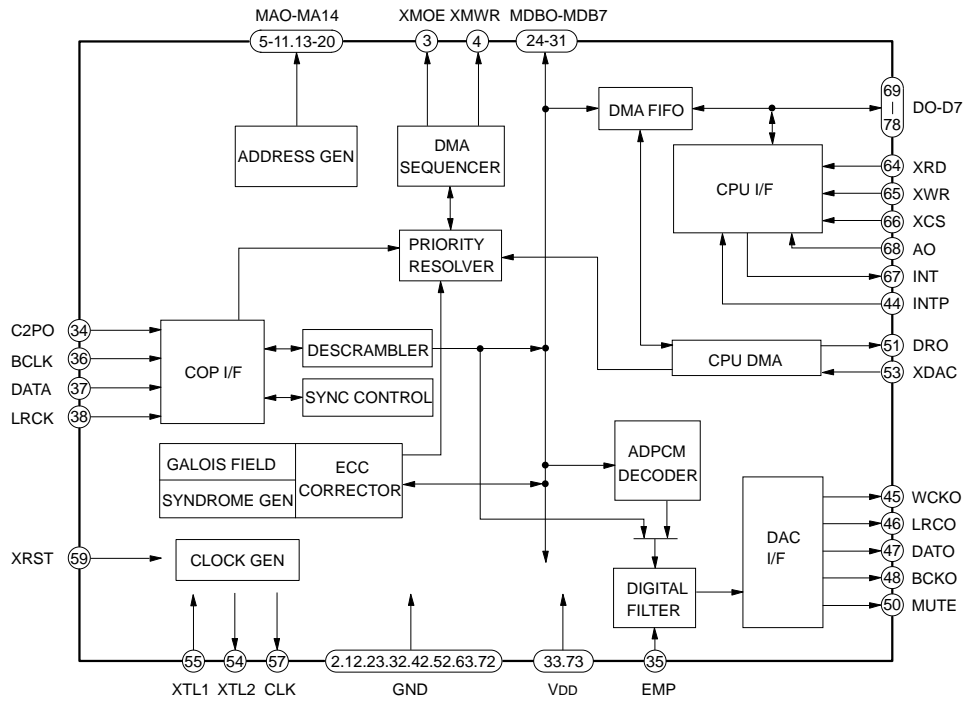 MAO-MA14 XMOE XMWR MDBO-MDB7
5-11.13-20 3 4 24-31
69
|
78
DO-D7
DMA FIFO
ADDRESS GEN
DMA
SEQUENCER
CPU I/F
64 XRD
65 XWR
66 XCS
68 AO
67 INT
44 INTP
PRIORITY
RESOLVER
C2PO 34
BCLK 36
DATA 37
LRCK 38
COP I/F
DESCRAMBLER
SYNC CONTROL
CPU DMA
51 DRO
53 XDAC
GALOIS FIELD
SYNDROME GEN
ECC
CORRECTOR
ADPCM
DECODER
DAC
I/F
45 WCKO
46 LRCO
47 DATO
48 BCKO
50 MUTE
XRST 59
CLOCK GEN
DIGITAL
FILTER
55 54 57 2.12.23.32.42.52.63.72 33.73 35
XTL1 XTL2 CLK GND VDD EMP